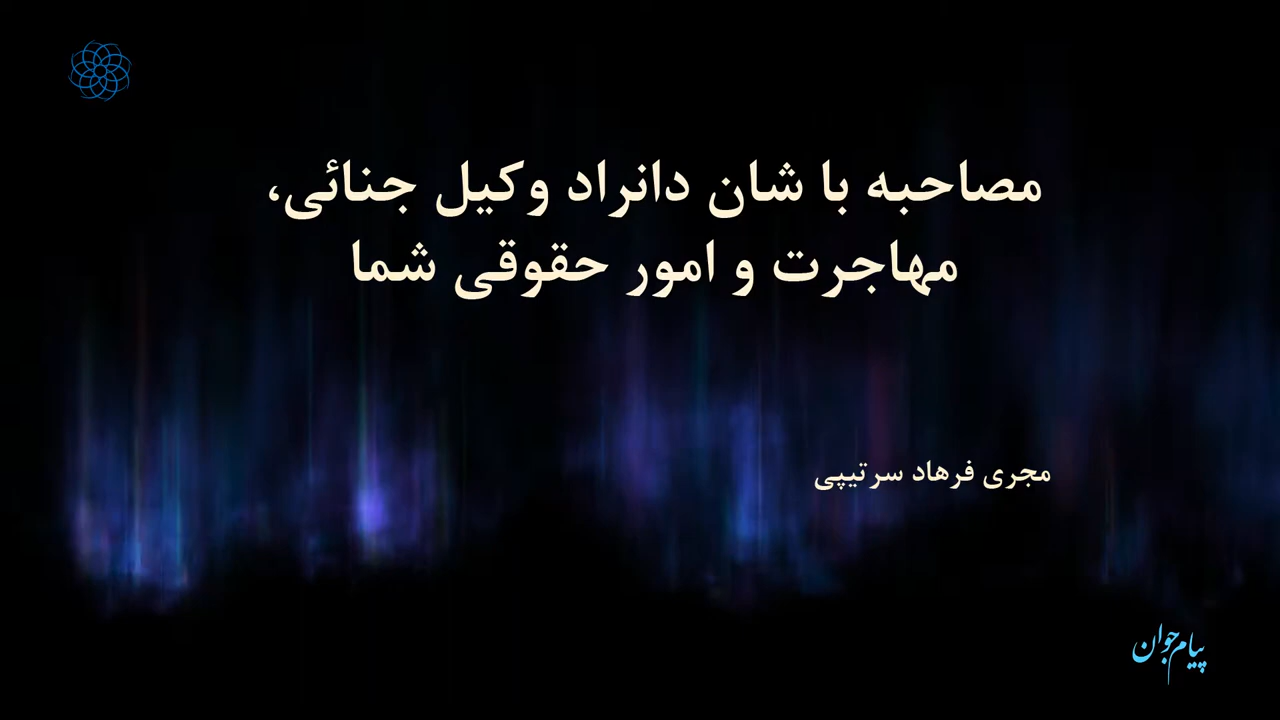 مصاحبه با شان دانراد وکیل جنائی،
مهاجرت و امور حقوقی شما
مجری فرهاد سرتیپی
پیام جوان